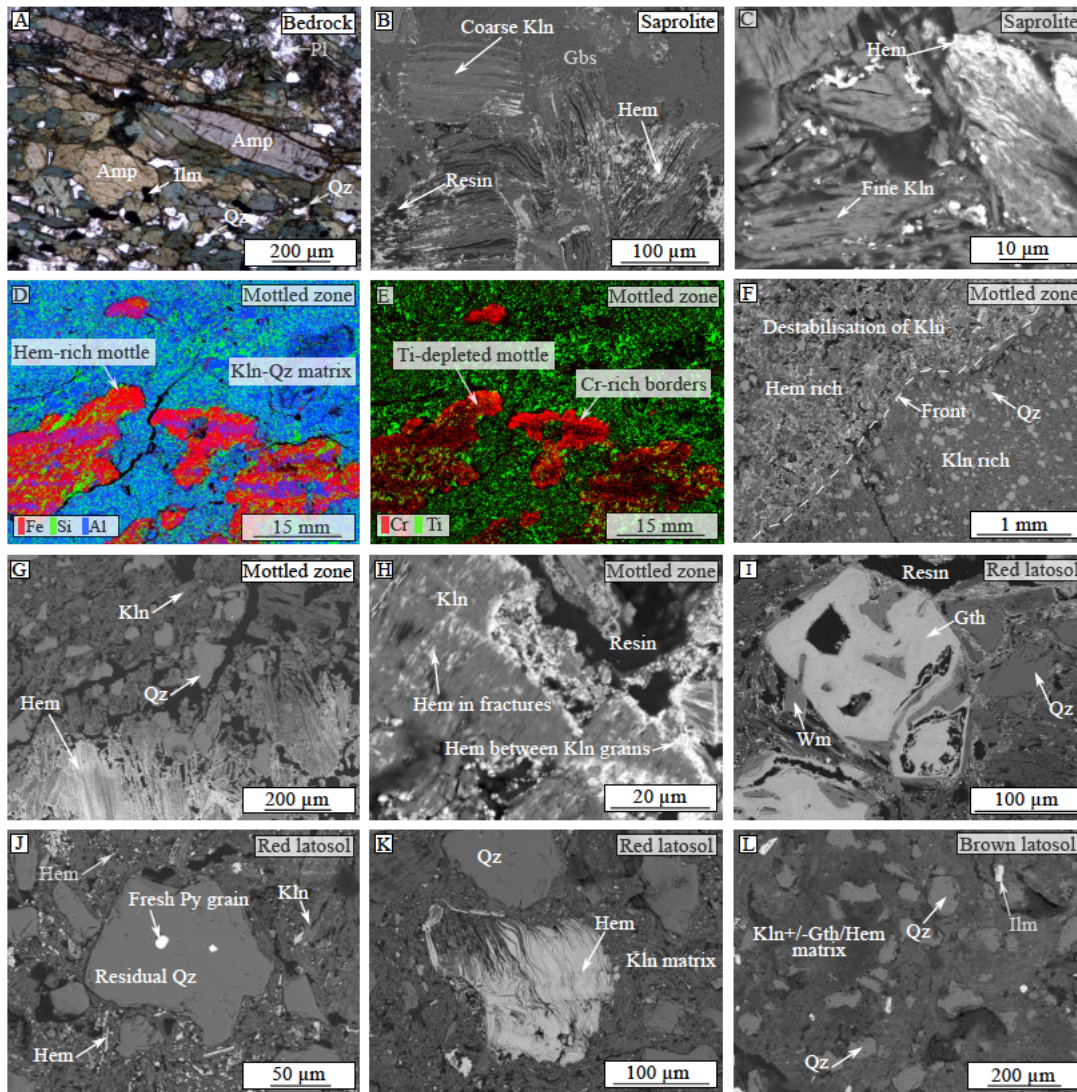 A
Bedrock
Pl
Amp
Amp
Ilm
Qz
Qz
200 µm
B
Saprolite
Coarse Kln
Gbs
Hem
Resin
100 µm
C
Saprolite
Hem
Fine Kln
10 µm
D
Mottled zone
Hem-rich mottle
Kln-Qz matrix
Fe Si Al
15 mm
E
Mottled zone
Ti-depleted mottle
Cr-rich borders
Cr Ti
15 mm
F
Mottled zone
Destabilisation of Kln
Hem rich
Front
Qz
Kln rich
1 mm
G
Mottled zone
Kln
Qz
Hem
200 µm
H
Mottled zone
Kln
Resin
Hem in fractures
Hem between Kln grains
20 µm
I
Resin
Red latosol
Gth
Qz
Wm
100 µm
J
Red latosol
Hem
Fresh Py grain
Kln
Residual Qz
Hem
50 µm
K
Red latosol
Qz
Hem
Kln matrix
100 µm
L
Brown latosol
Ilm
Qz
Kln+/-Gth/Hem
matrix
Qz
200 µm